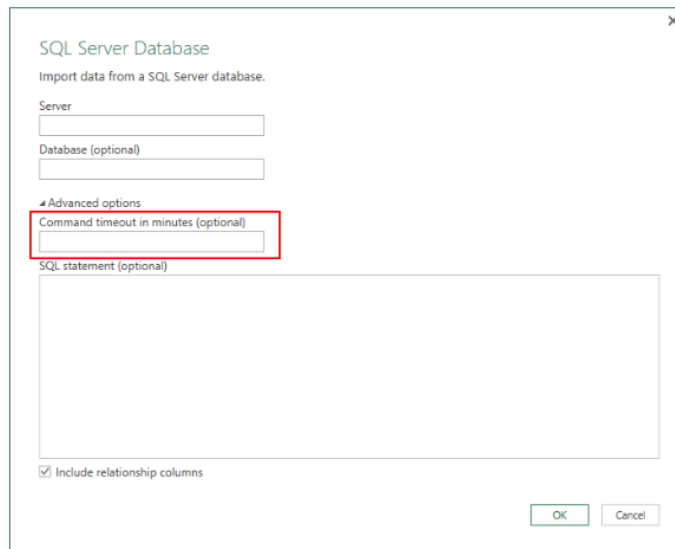 SQL Server Database
Import data from a SQL Server database.
Server
Database (optional)
Advanced options
Command timeout in minutes (optional)
SQL statement (optional)
Include relationship columns
OK
Cancel